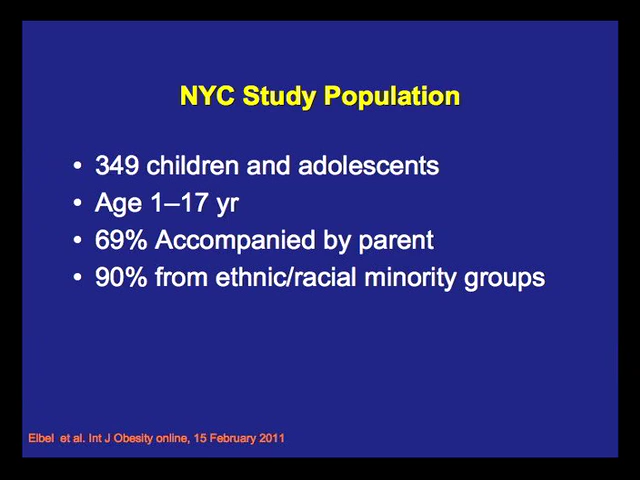 NYC Study Population
• 349 children and adolescents
• Age 1–17 yr
• 69% Accompanied by parent
• 90% from ethnic/racial minority groups
Elbel et al. Int J Obesity online, 15 February 2011